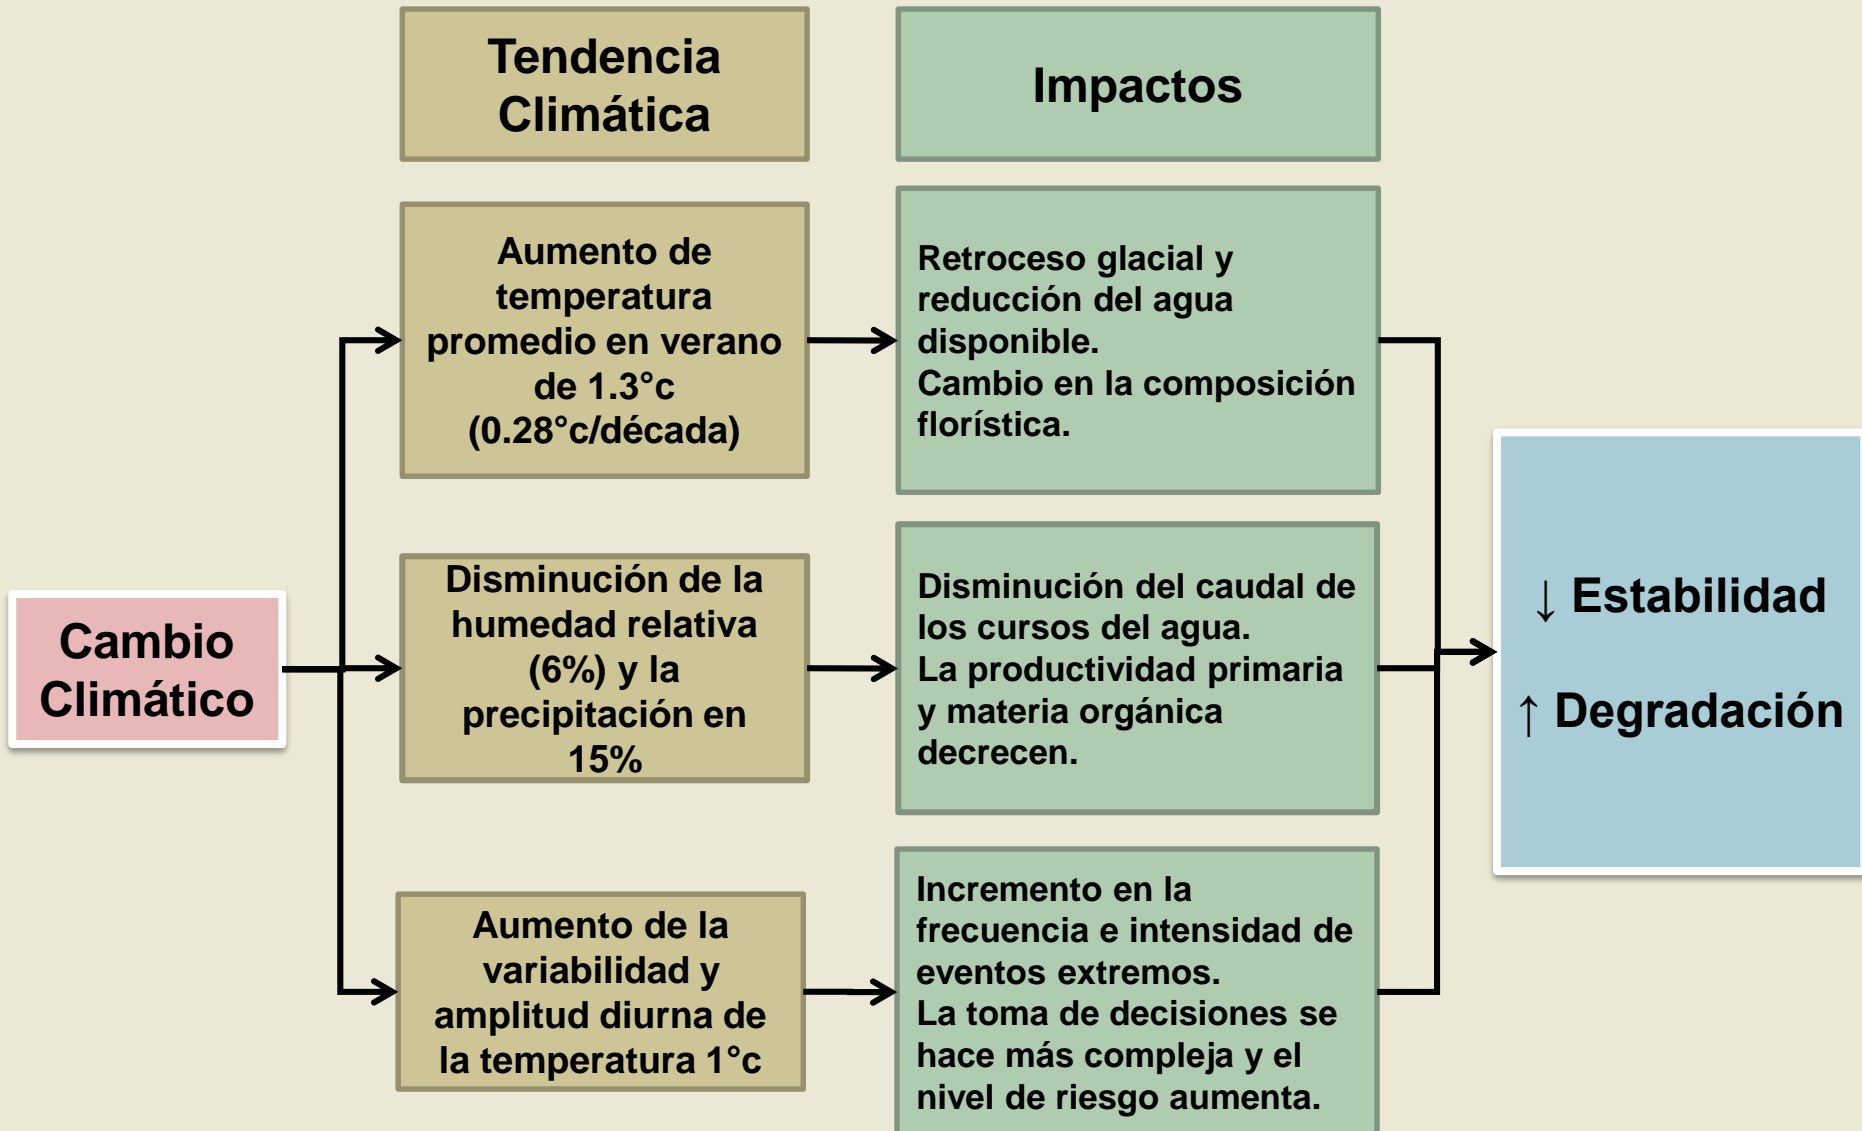 Tendencia
Climática
Impactos
Cambio
Climático
Aumento de
temperatura
promedio en verano
de 1.3°c
(0.28°c/década)
Retroceso glacial y
reducción del agua
disponible.
Cambio en la composición
florística.
Disminución de la
humedad relativa
(6%) y la
precipitación en
15%
Disminución del caudal de
los cursos del agua.
La productividad primaria
y materia orgánica
decrecen.
Aumento de la
variabilidad y
amplitud diurna de
la temperatura 1°c
Incremento en la
frecuencia e intensidad de
eventos extremos.
La toma de decisiones se
hace más compleja y el
nivel de riesgo aumenta.
↓ Estabilidad
↑ Degradación